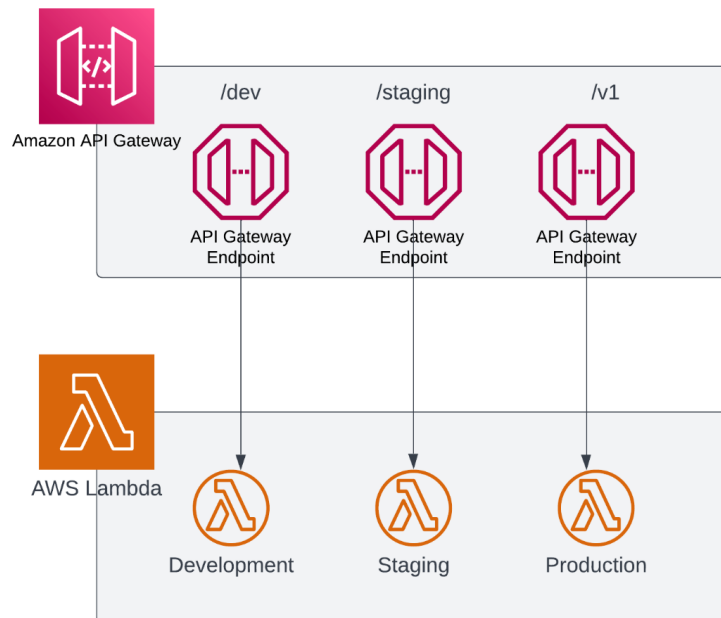 /dev
/staging
/v1
Amazon API Gateway
API Gateway
Endpoint
API Gateway
Endpoint
API Gateway
Endpoint
AWS Lambda
Development
Staging
Production